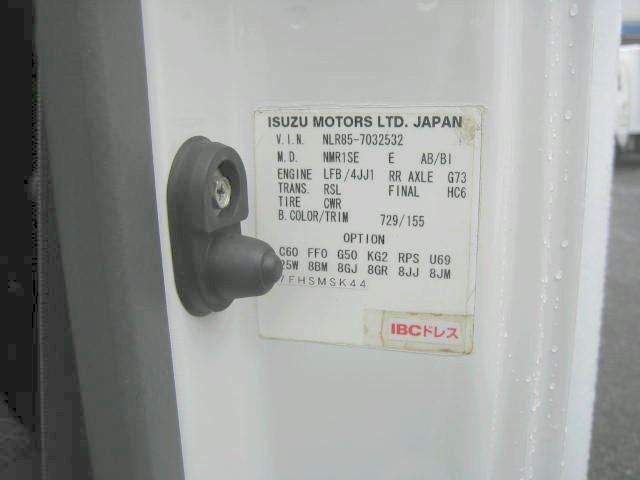 ISUZU MOTORS LTD. JAPAN
V.I.N. NLR85-7032532
M.D. NMR1SE E AB/BI
ENGINE LFB/4JJ1 RR AXLE G73
TRANS. RSL FINAL HC6
TIRE CWR
B.COLOR/TRIM 729/155
OPTION
C60 FF0 G50 KG2 RPS U69
25W 8BM 8GJ 8GR 8JJ 8JM
7FHSMSK44
IBCドレス